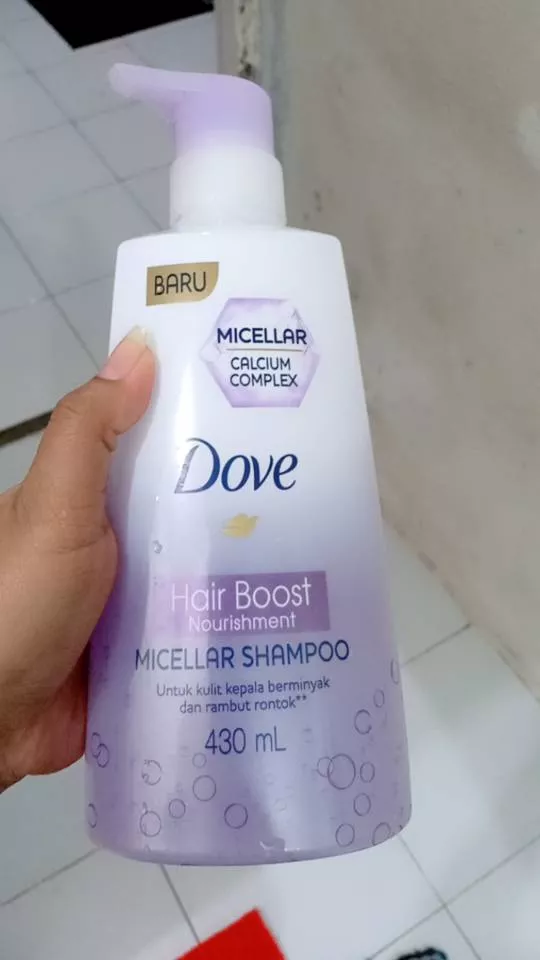 BARU
MICELLAR
CALCIUM
COMPLEX
Dove
Hair Boost
Nourishment
MICELLAR SHAMPOO
Untuk kulit kepala berminyak
dan rambut rontok**
430 mL